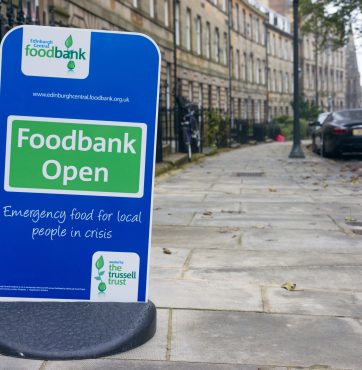 Edinburgh
Central
foodbank
www.edinburghcentral.foodbank.org.uk
Foodbank
Open
Emergency food for local
people in crisis
the
trussell
trust